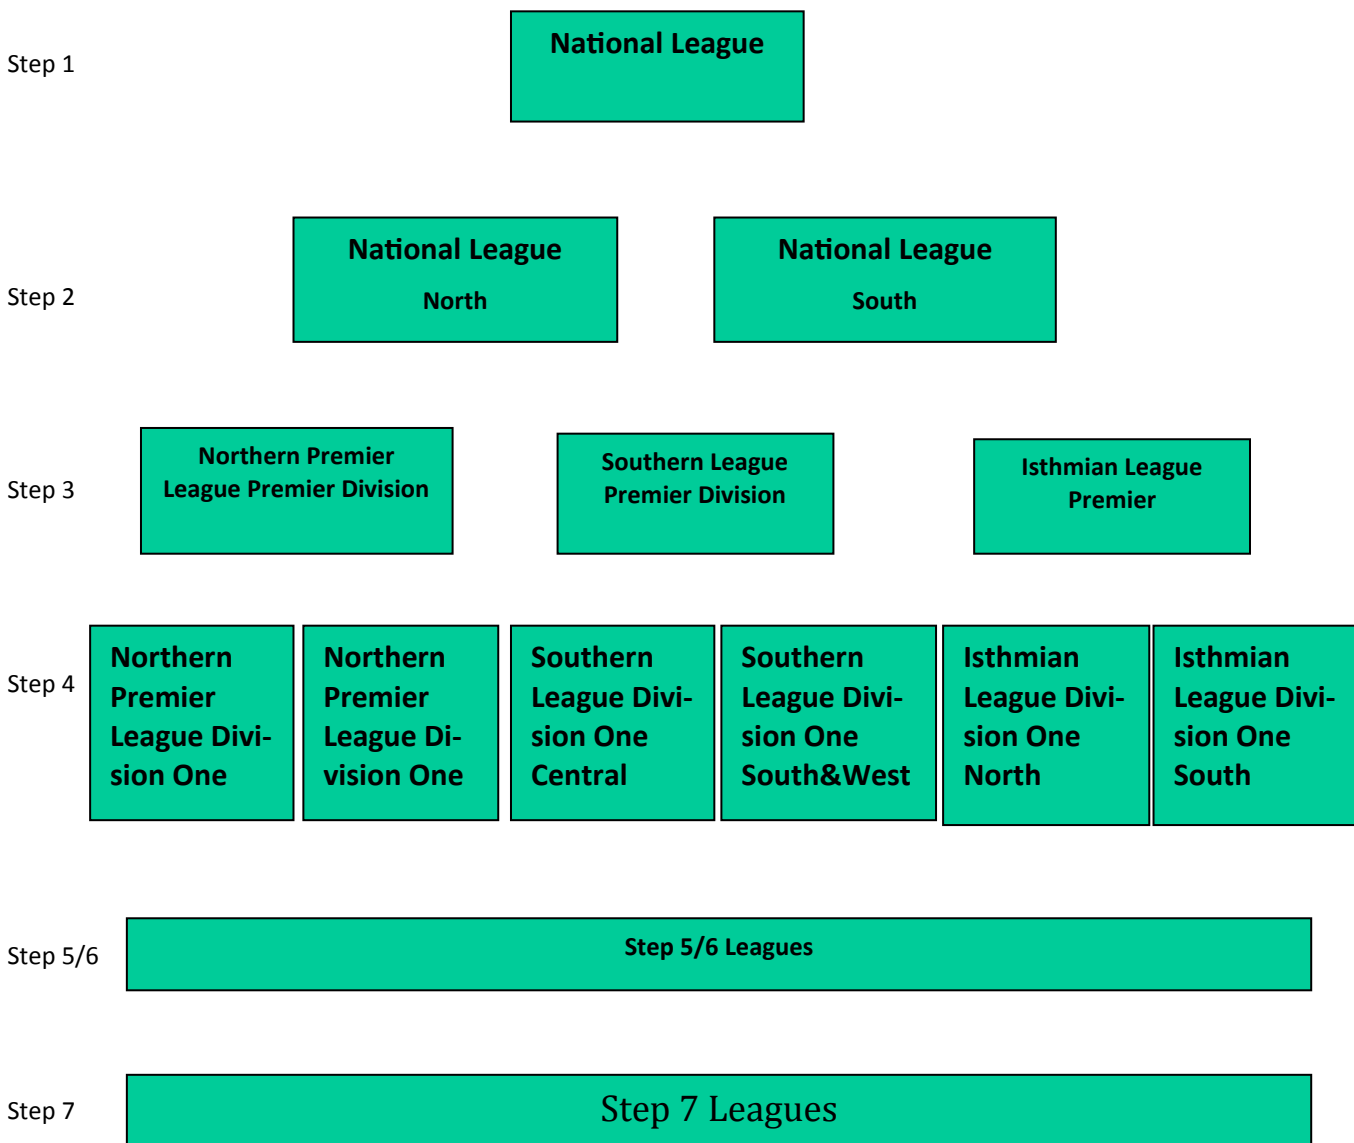 Step 1
National League
Step 2
National League
North
National League
South
Step 3
Northern Premier
League Premier Division
Southern League
Premier Division
Isthmian League
Premier
Step 4
Northern
Premier
League Divi-
sion One
Northern
Premier
League Di-
vision One
Southern
League Divi-
sion One
Central
Southern
League Divi-
sion One
South&West
Isthmian
League Divi-
sion One
North
Isthmian
League Divi-
sion One
South
Step 5/6
Step 5/6 Leagues
Step 7
Step 7 Leagues